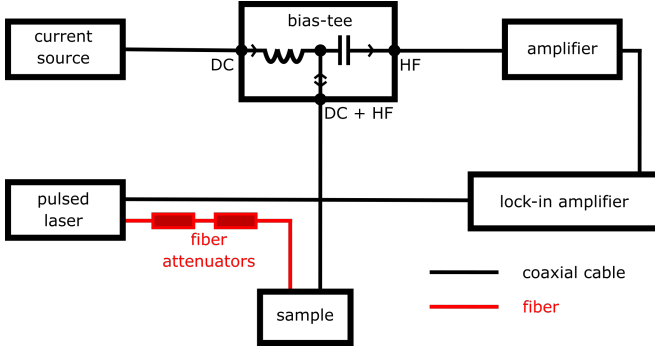 current
source
bias-tee
amplifier
DC
HF
DC + HF
pulsed
laser
lock-in amplifier
fiber
attenuators
coaxial cable
fiber
sample